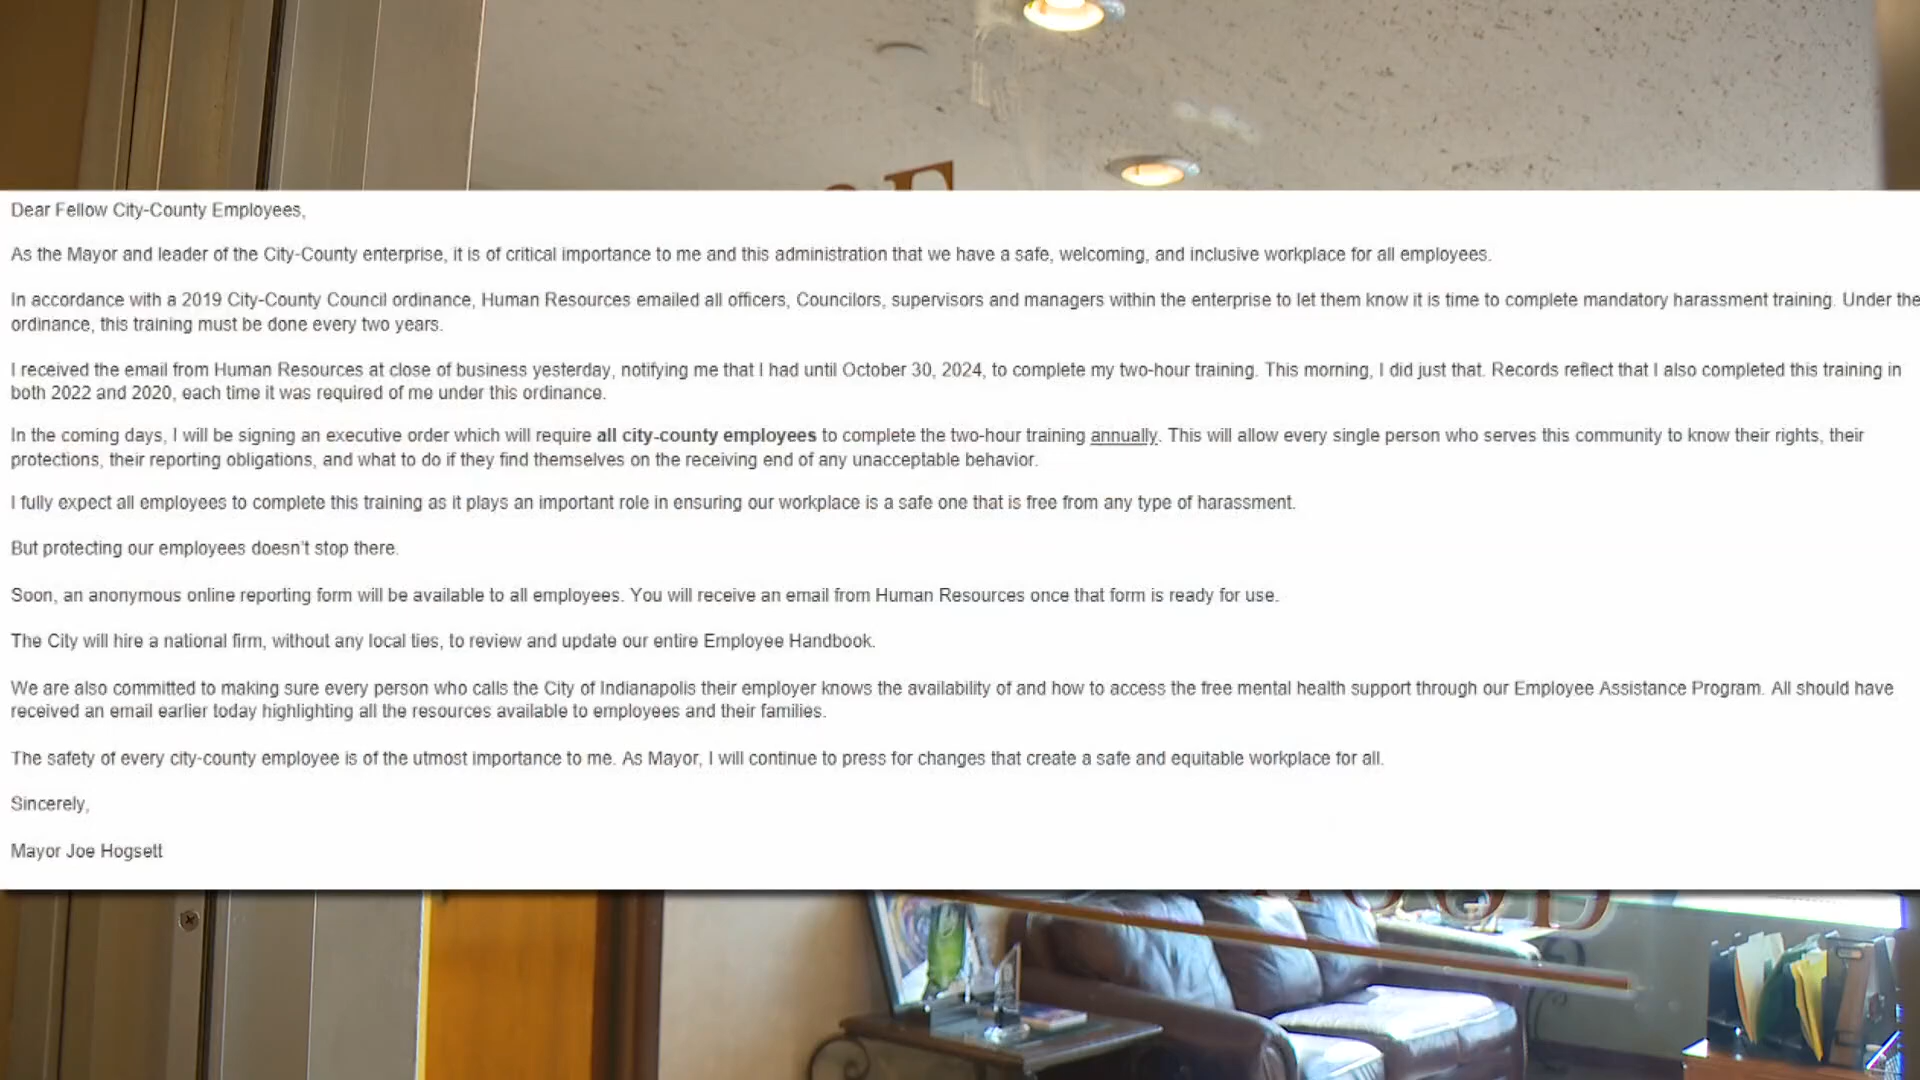 Dear Fellow City-County Employees,
As the Mayor and leader of the City-County enterprise, it is of critical importance to me and this administration that we have a safe, welcoming, and inclusive workplace for all employees.
In accordance with a 2019 City-County Council ordinance, Human Resources emailed all officers, Councilors, supervisors and managers within the enterprise to let them know it is time to complete mandatory harassment training. Under the
ordinance, this training must be done every two years.
I received the email from Human Resources at close of business yesterday, notifying me that I had until October 30, 2024, to complete my two-hour training. This morning, I did just that. Records reflect that I also completed this training in
both 2022 and 2020, each time it was required of me under this ordinance.
In the coming days, I will be signing an executive order which will require all city-county employees to complete the two-hour training annually. This will allow every single person who serves this community to know their rights, their
protections, their reporting obligations, and what to do if they find themselves on the receiving end of any unacceptable behavior.
I fully expect all employees to complete this training as it plays an important role in ensuring our workplace is a safe one that is free from any type of harassment.
But protecting our employees doesn't stop there.
Soon, an anonymous online reporting form will be available to all employees. You will receive an email from Human Resources once that form is ready for use.
The City will hire a national firm, without any local ties, to review and update our entire Employee Handbook.
We are also committed to making sure every person who calls the City of Indianapolis their employer knows the availability of and how to access the free mental health support through our Employee Assistance Program. All should have
received an email earlier today highlighting all the resources available to employees and their families.
The safety of every city-county employee is of the utmost importance to me. As Mayor, I will continue to press for changes that create a safe and equitable workplace for all.
Sincerely,
Mayor Joe Hogsett